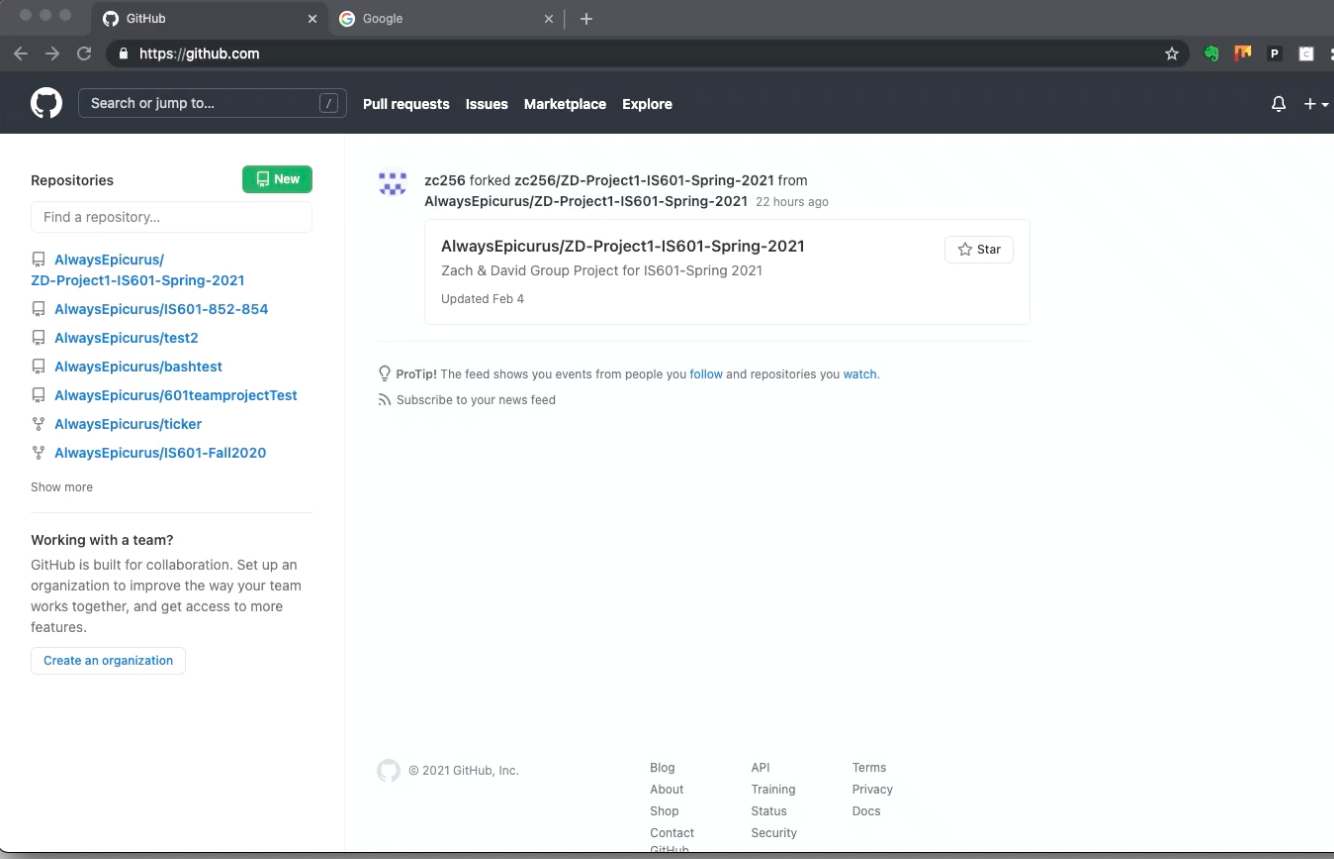 GitHub
Google
https://github.com
P
Search or jump to... /
Pull requests Issues Marketplace Explore
Repositories
New
Find a repository...
AlwaysEpicurus/
ZD-Project1-IS601-Spring-2021
AlwaysEpicurus/IS601-852-854
AlwaysEpicurus/test2
AlwaysEpicurus/bashtest
AlwaysEpicurus/601teamprojectTest
AlwaysEpicurus/ticker
AlwaysEpicurus/IS601-Fall2020
Show more
Working with a team?
GitHub is built for collaboration. Set up an
organization to improve the way your team
works together, and get access to more
features.
Create an organization
zc256 forked zc256/ZD-Project1-IS601-Spring-2021 from
AlwaysEpicurus/ZD-Project1-IS601-Spring-2021 22 hours ago
AlwaysEpicurus/ZD-Project1-IS601-Spring-2021
Star
Zach & David Group Project for IS601-Spring 2021
Updated Feb 4
ProTip! The feed shows you events from people you follow and repositories you watch.
Subscribe to your news feed
© 2021 GitHub, Inc.
Blog
About
Shop
Contact
GitHub
API
Training
Status
Security
Terms
Privacy
Docs